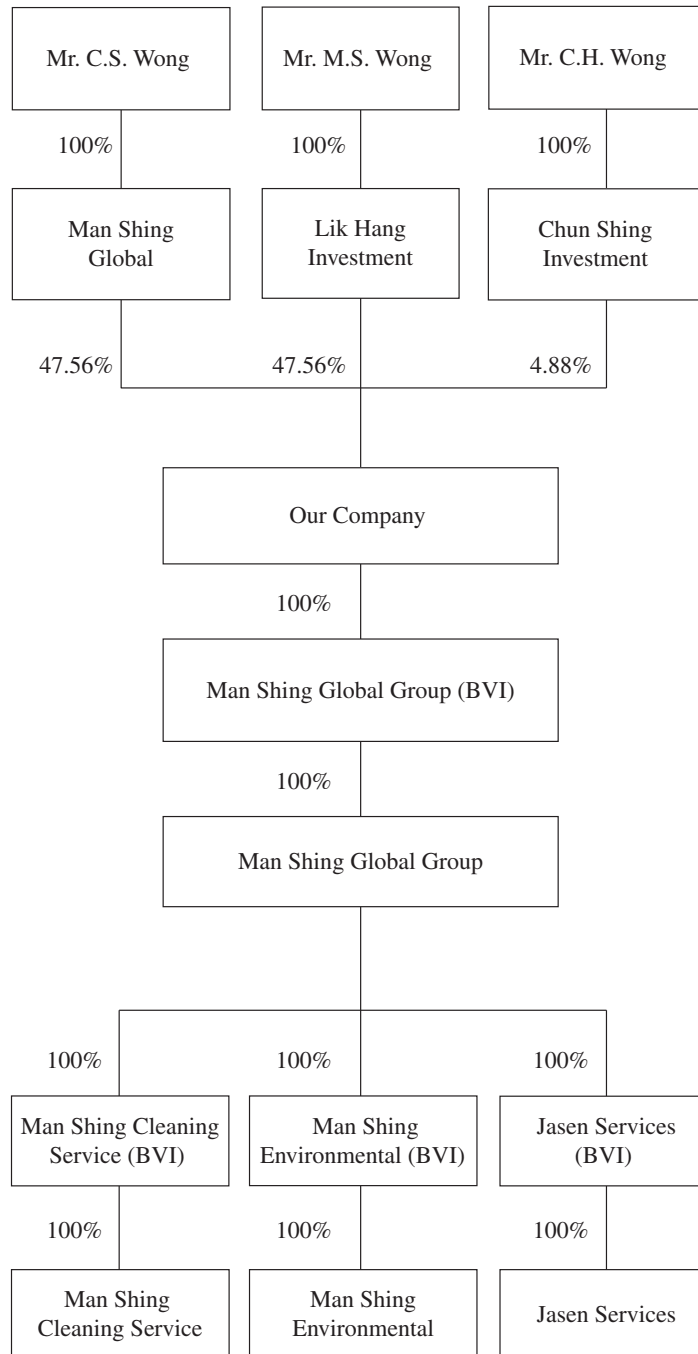 Mr. C.S. Wong
Mr. M.S. Wong
Mr. C.H. Wong
100%
100%
100%
Man Shing
Global
Lik Hang
Investment
Chun Shing
Investment
47.56%
47.56%
4.88%
Our Company
100%
Man Shing Global Group (BVI)
100%
Man Shing Global Group
100%
100%
100%
Man Shing Cleaning
Service (BVI)
Man Shing
Environmental (BVI)
Jasen Services
(BVI)
100%
100%
100%
Man Shing
Cleaning Service
Man Shing
Environmental
Jasen Services